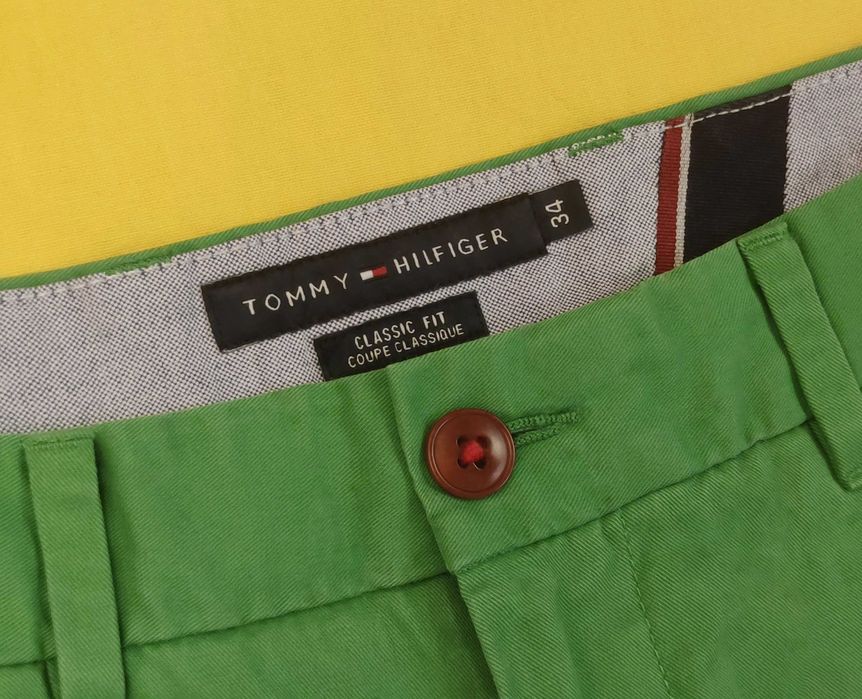 TOMMY HILFIGER
34
CLASSIC FIT
COUPE CLASSIQUE